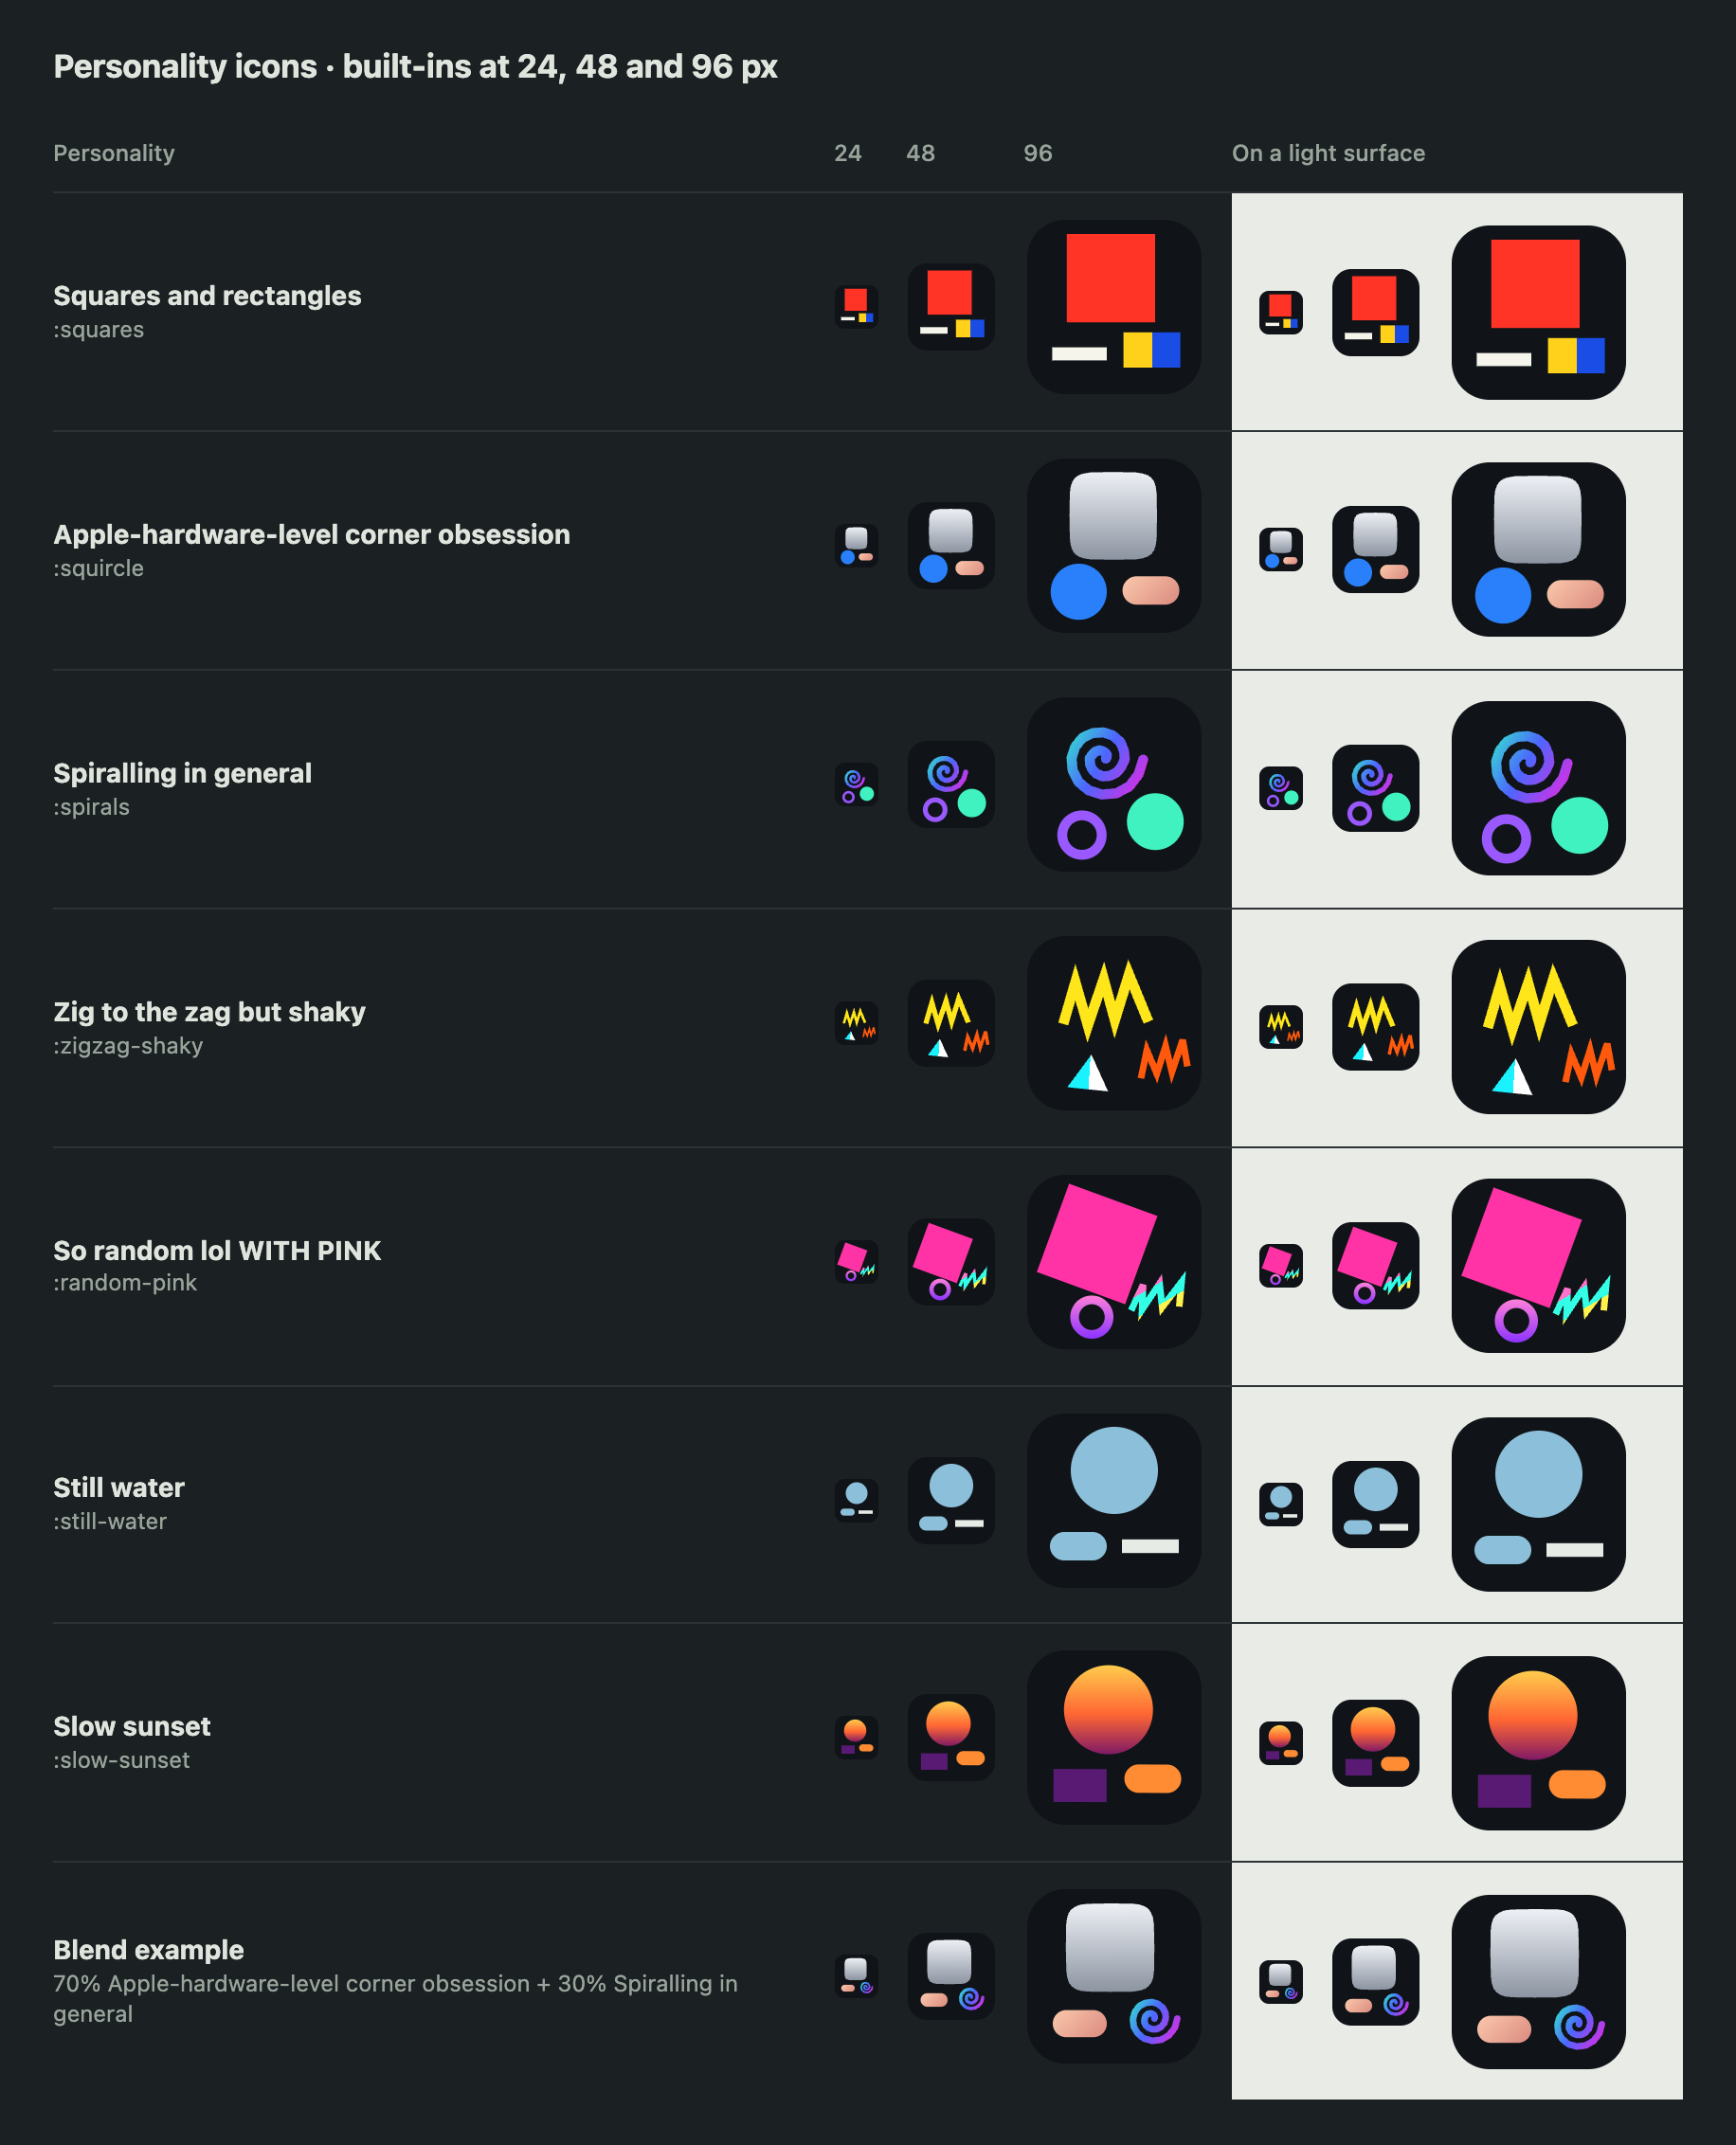 Personality icons · built-ins at 24, 48 and 96 px
Personality 24 48 96 On a light surface
Squares and rectangles
:squares
Apple-hardware-level corner obsession
:squircle
Spiralling in general
:spirals
Zig to the zag but shaky
:zigzag-shaky
So random lol WITH PINK
:random-pink
Still water
:still-water
Slow sunset
:slow-sunset
Blend example
70% Apple-hardware-level corner obsession + 30% Spiralling in
general